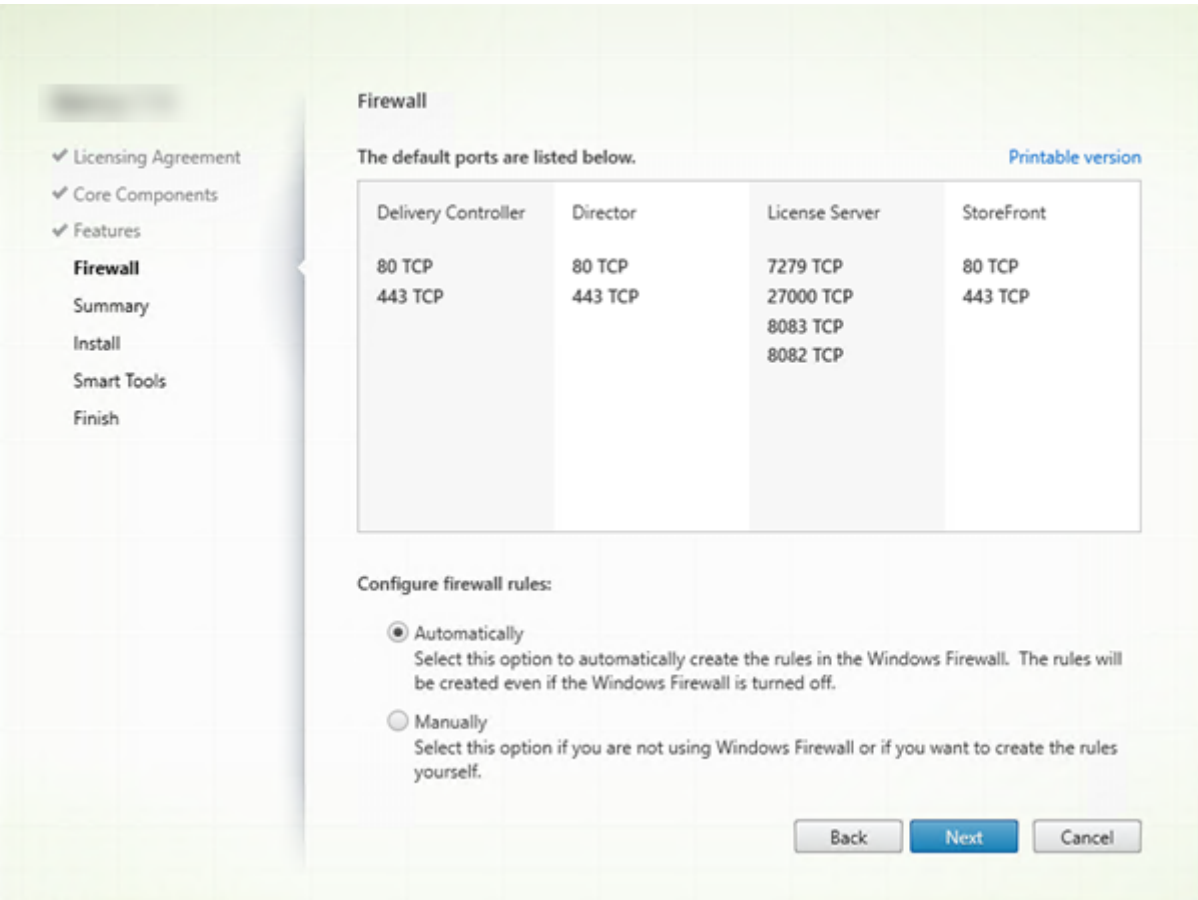 Licensing Agreement
Core Components
Features
Firewall
Summary
Install
Smart Tools
Finish
Firewall
The default ports are listed below.
Printable version
Delivery Controller
80 TCP
443 TCP
Director
80 TCP
443 TCP
License Server
7279 TCP
27000 TCP
8083 TCP
8082 TCP
StoreFront
80 TCP
443 TCP
Configure firewall rules:
Automatically
Select this option to automatically create the rules in the Windows Firewall. The rules will
be created even if the Windows Firewall is turned off.
Manually
Select this option if you are not using Windows Firewall or if you want to create the rules
yourself.
Back
Next
Cancel